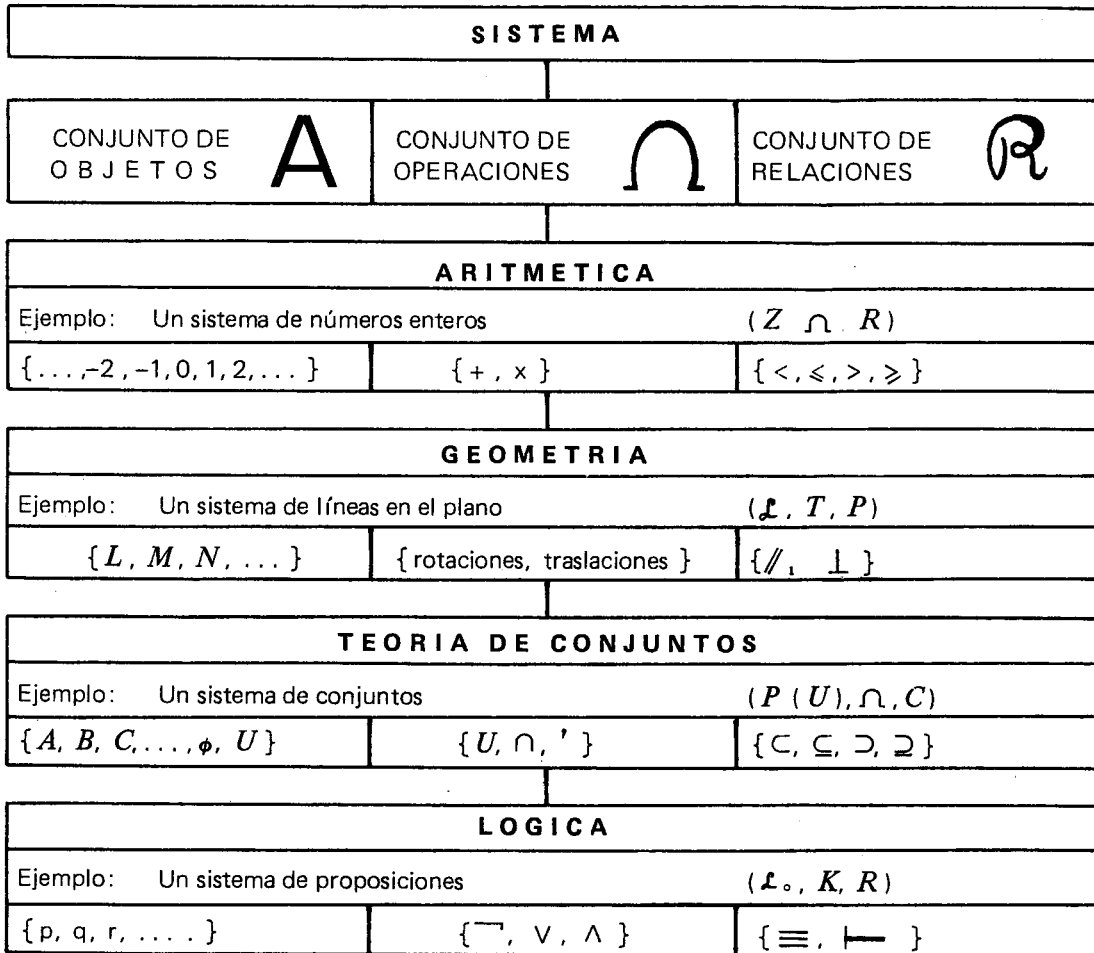 SISTEMA
CONJUNTO DE OBJETOS A
CONJUNTO DE OPERACIONES Ω
CONJUNTO DE RELACIONES ℛ
ARITMETICA
Ejemplo: Un sistema de números enteros (Z ∩ R)
{...,-2,-1,0,1,2,...} {+, x} {<, ⩽, >, ⩾}
GEOMETRIA
Ejemplo: Un sistema de líneas en el plano (ℒ, T, P)
{L, M, N, ...} {rotaciones, traslaciones} {//, ⊥}
TEORIA DE CONJUNTOS
Ejemplo: Un sistema de conjuntos (P (U), ∩, C)
{A, B, C,..., ϕ, U} {U, ∩, '} {⊂, ⊆, ⊃, ⊇}
LOGICA
Ejemplo: Un sistema de proposiciones (ℒ₀, K, R)
{p, q, r, ....} {¬, ∨, ∧} {≡, ⊢}